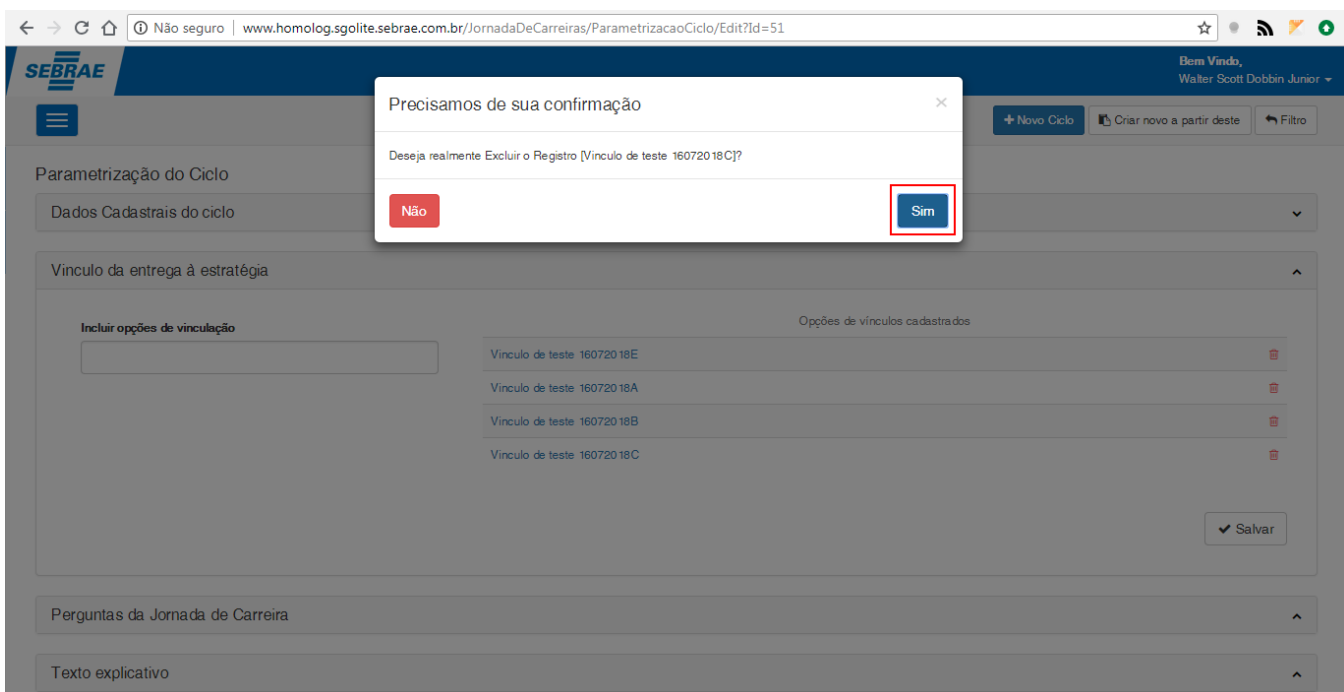 Não seguro | www.homolog.sgolite.sebrae.com.br/JornadaDeCarreiras/ParametrizacaoCiclo/Edit?Id=51
SEBRAE
Bem Vindo,
Walter Scott Dobbin Junior
Precisamos de sua confirmação ×
Novo Ciclo Criar novo a partir deste Filtro
Deseja realmente Excluir o Registro [Vinculo de teste 16072018C]?
Não Sim
Parametrização do Ciclo
Dados Cadastrais do ciclo
Vinculo da entrega à estratégia
Incluir opções de vinculação
Opções de vínculos cadastrados
Vinculo de teste 16072018E
Vinculo de teste 16072018A
Vinculo de teste 16072018B
Vinculo de teste 16072018C
Salvar
Perguntas da Jornada de Carreira
Texto explicativo